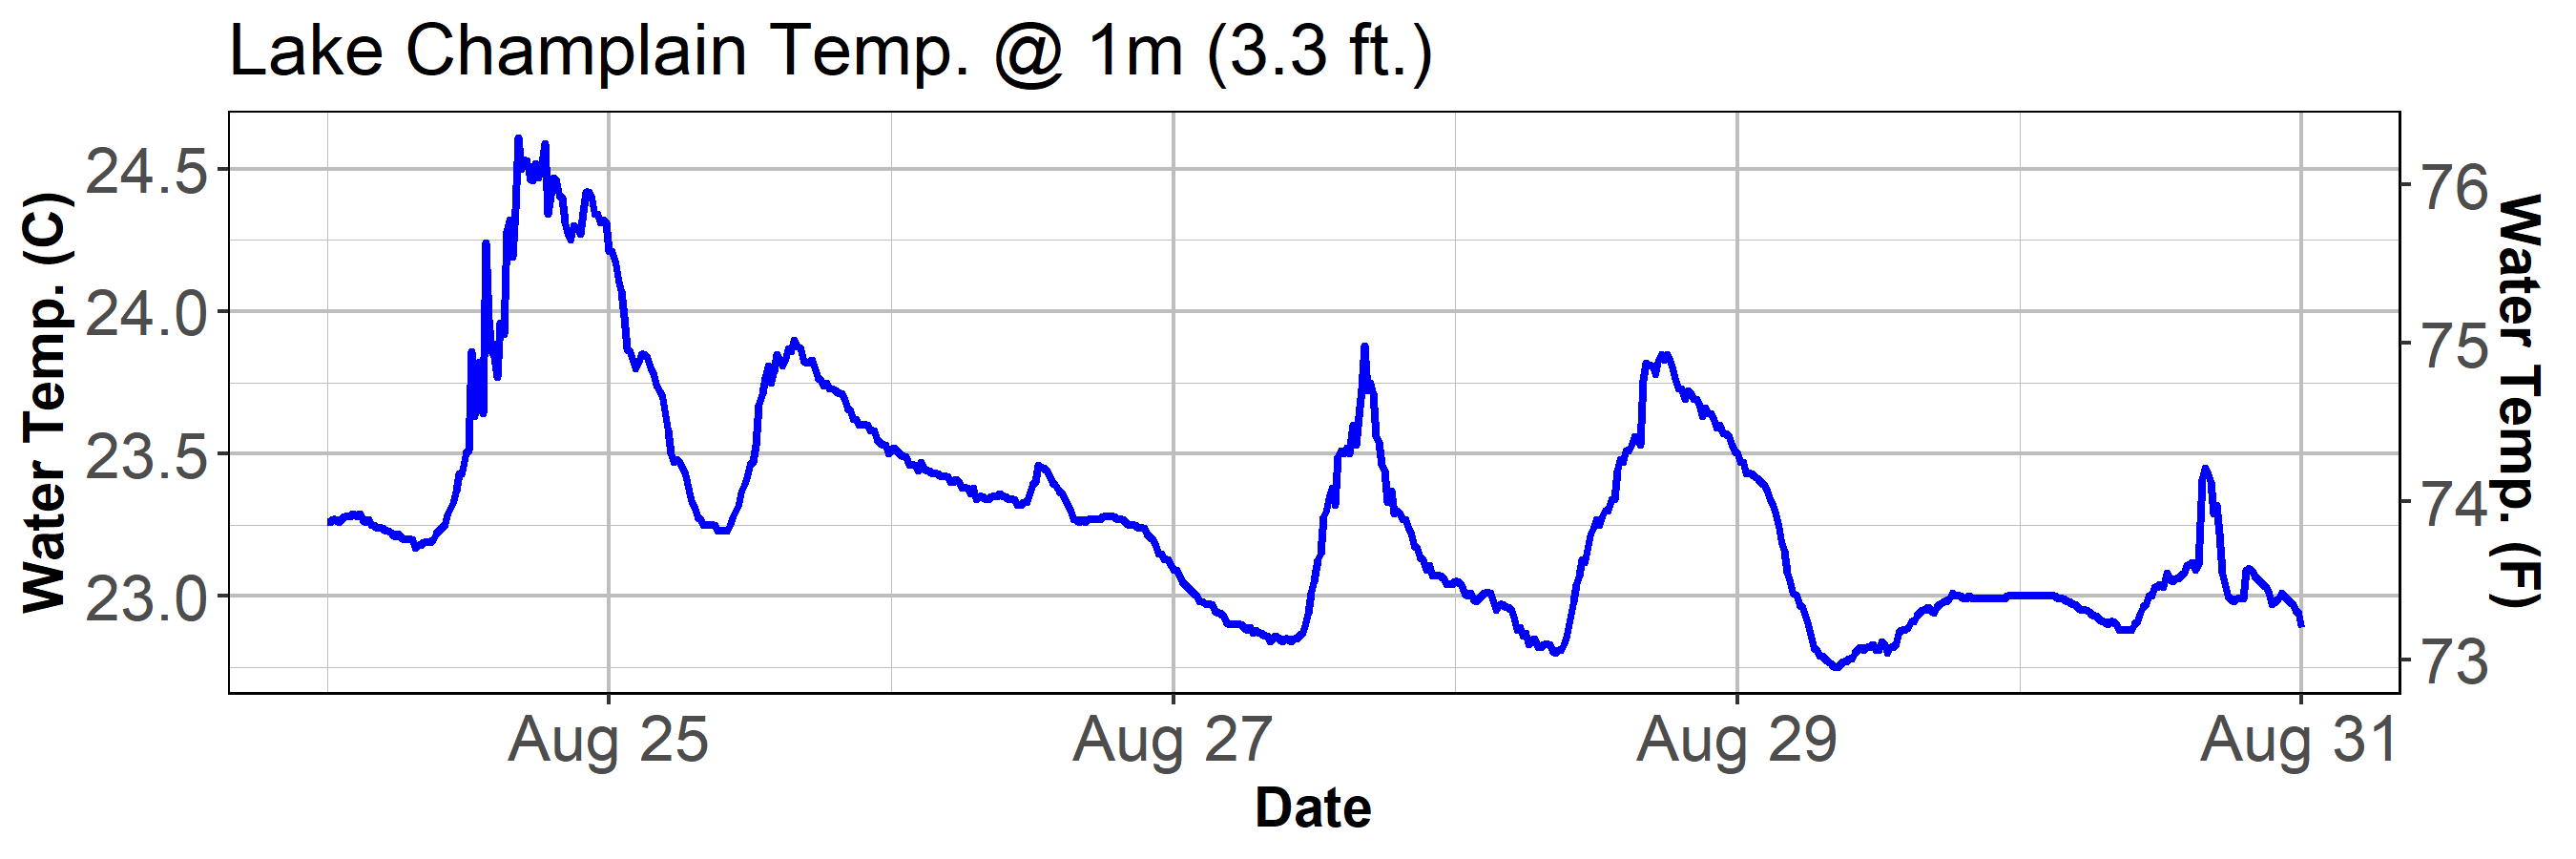 Lake Champlain Temp. @ 1m (3.3 ft.)
Water Temp. (C)
24.5
24.0
23.5
23.0
76
75
74
73
Water Temp. (F)
Aug 25 Aug 27 Aug 29 Aug 31
Date